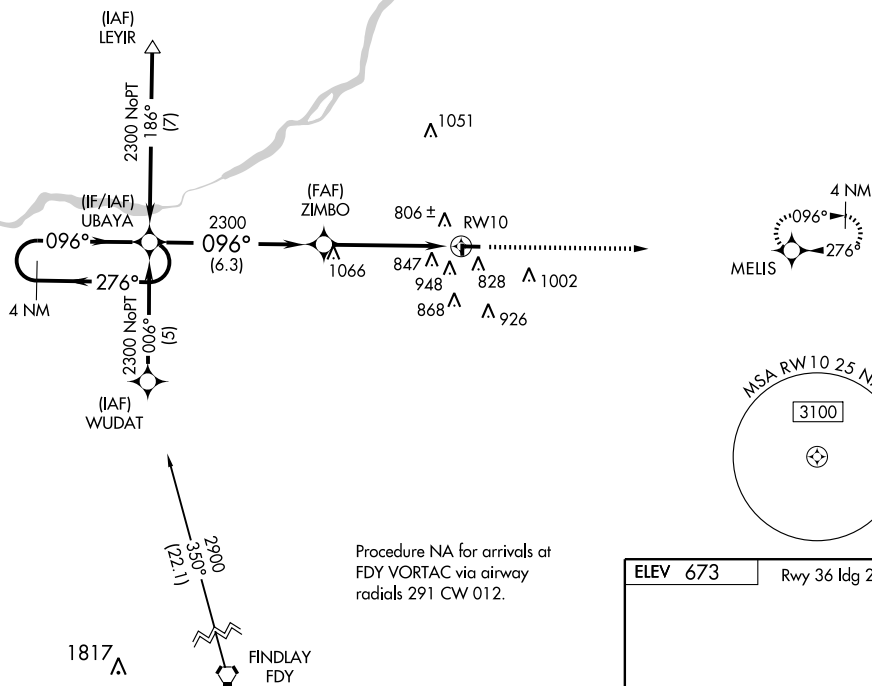 (IAF)
LEYIR
2300 NoPT
186°
(7)
1051
(IF/IAF)
UBAYA
2300
096°
(6.3)
(FAF)
ZIMBO
806 ±
RW10
4 NM
096°
276°
MELIS
096°
276°
4 NM
1066
847
948
828
1002
868
926
2300 NoPT
006°
(5)
(IAF)
WUDAT
MSA RW10 25
3100
2900
350°
(22.1)
Procedure NA for arrivals at
FDY VORTAC via airway
radials 291 CW 012.
ELEV 673
Rwy 36 ldg 2
1817
FINDLAY
FDY